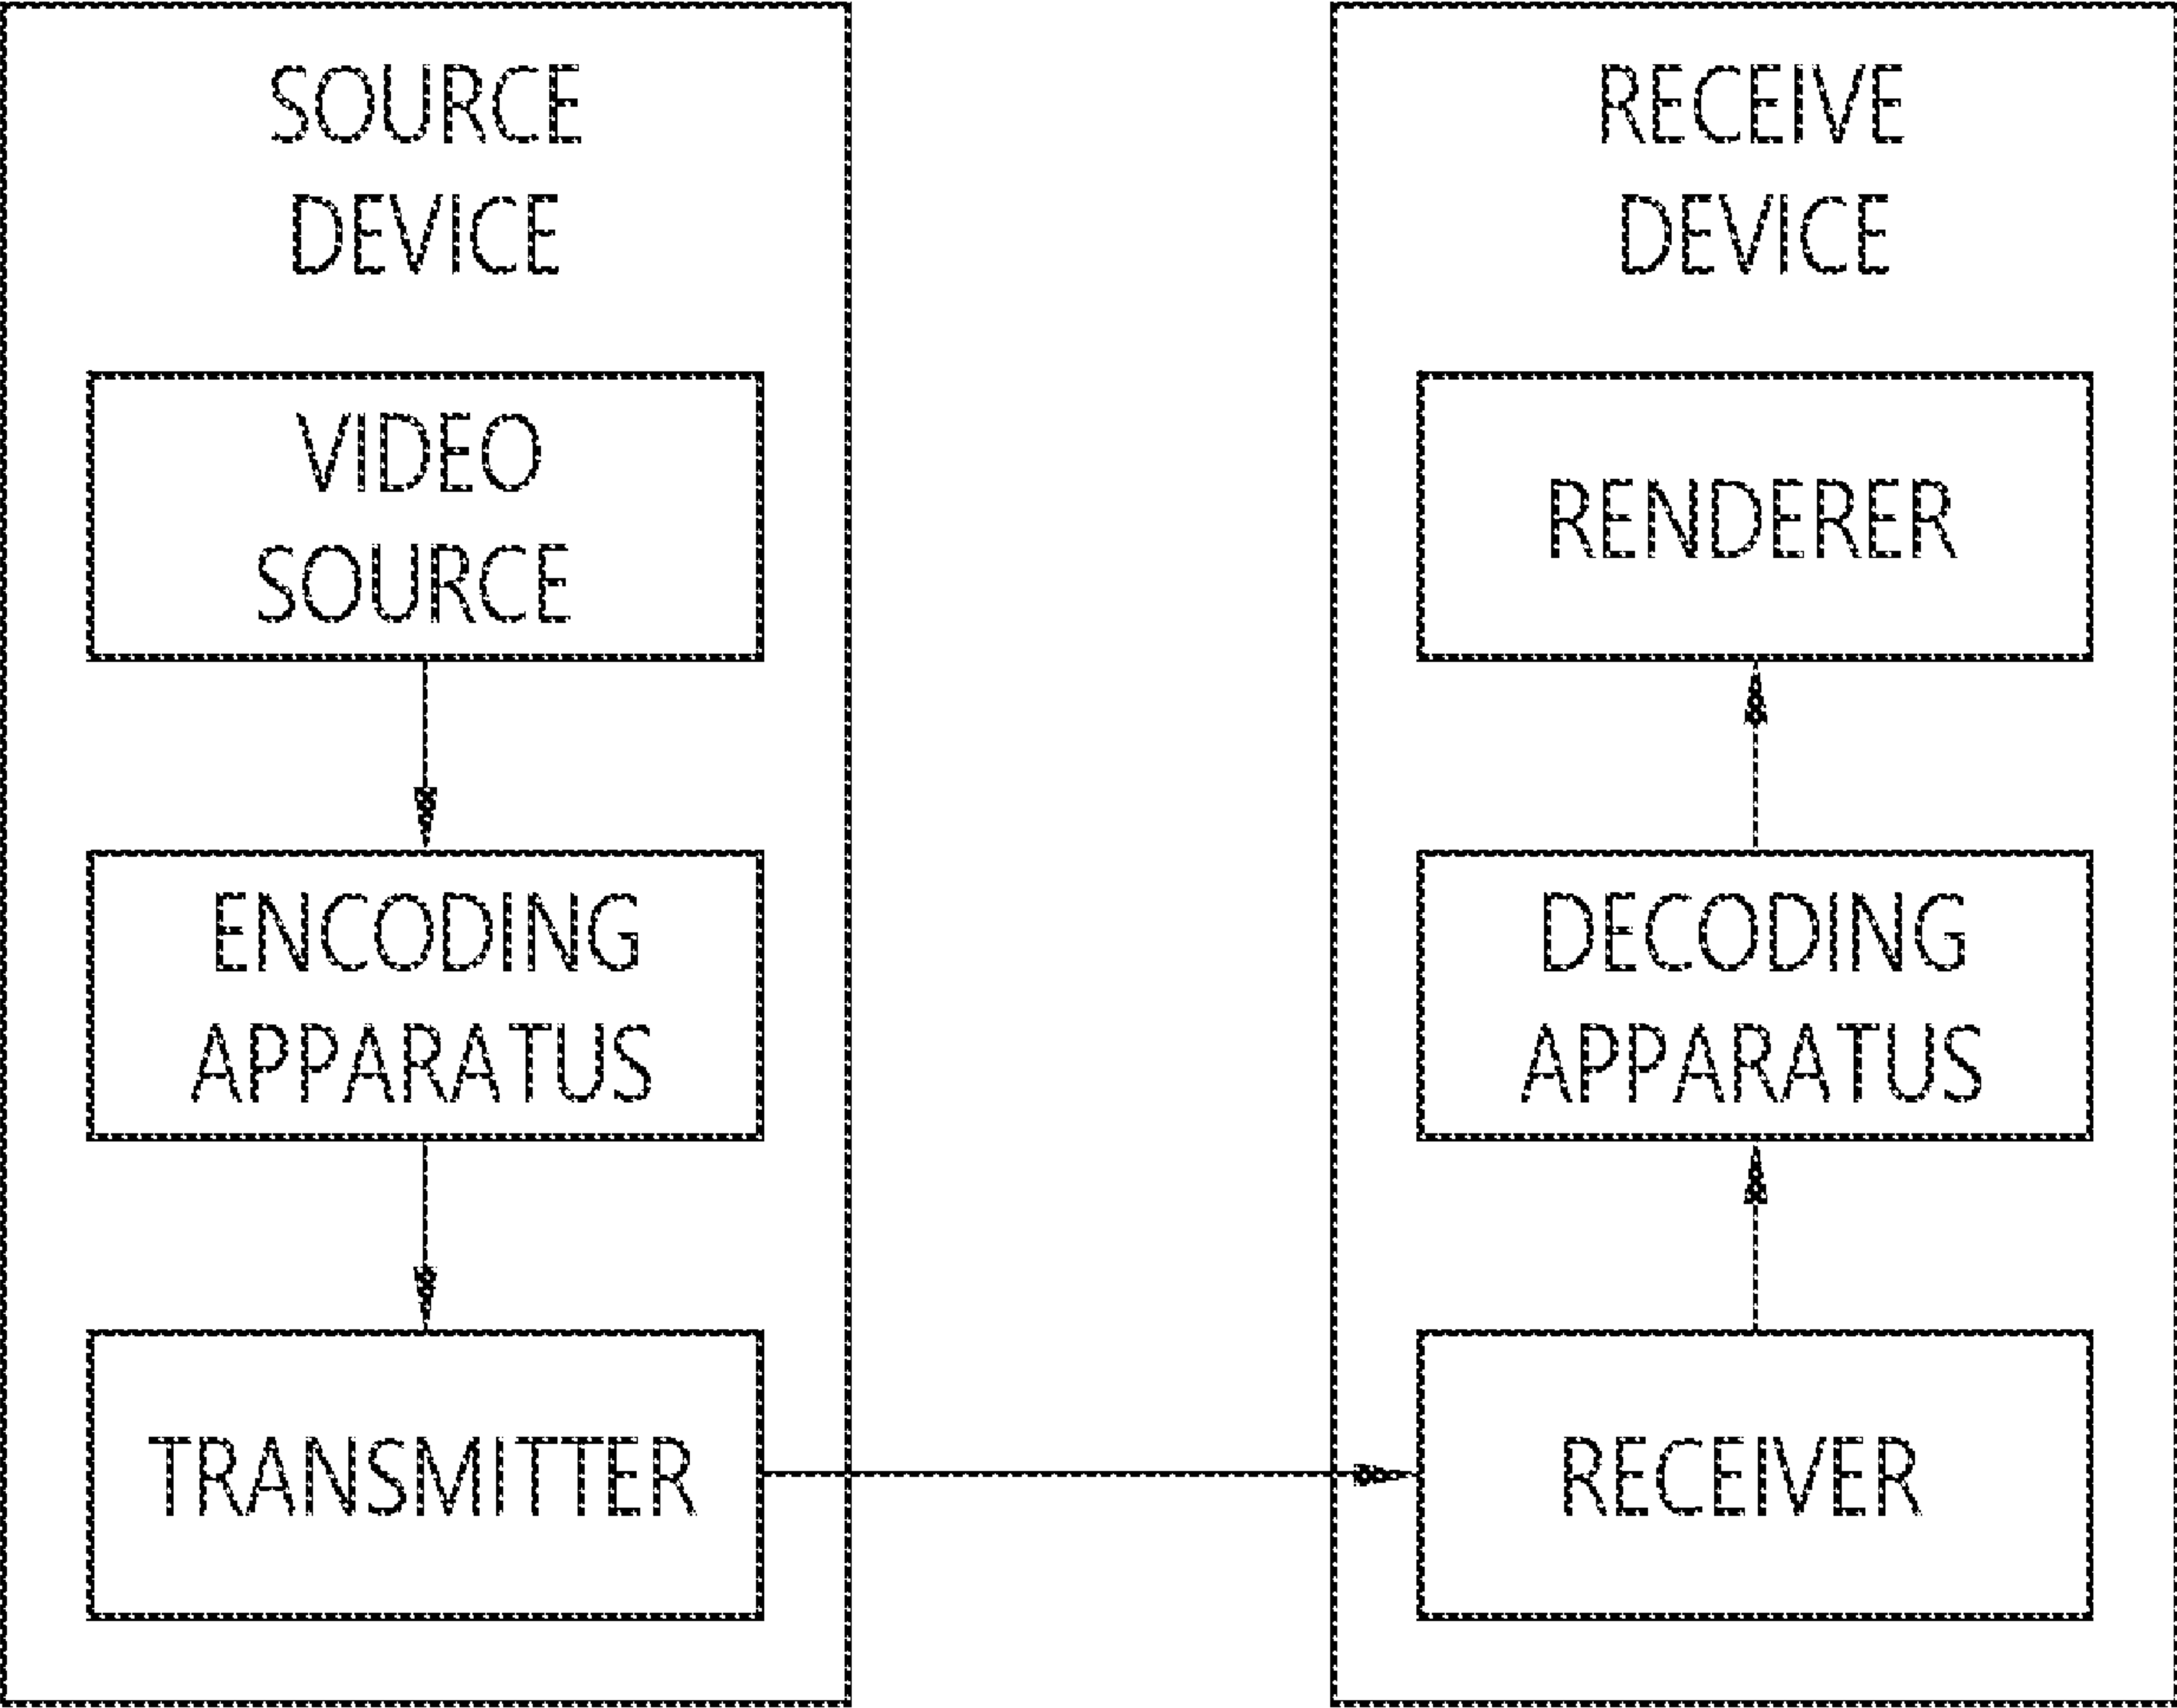 SOURCE
DEVICE
VIDEO
SOURCE
ENCODING
APPARATUS
TRANSMITTER
RECEIVE
DEVICE
RENDERER
DECODING
APPARATUS
RECEIVER